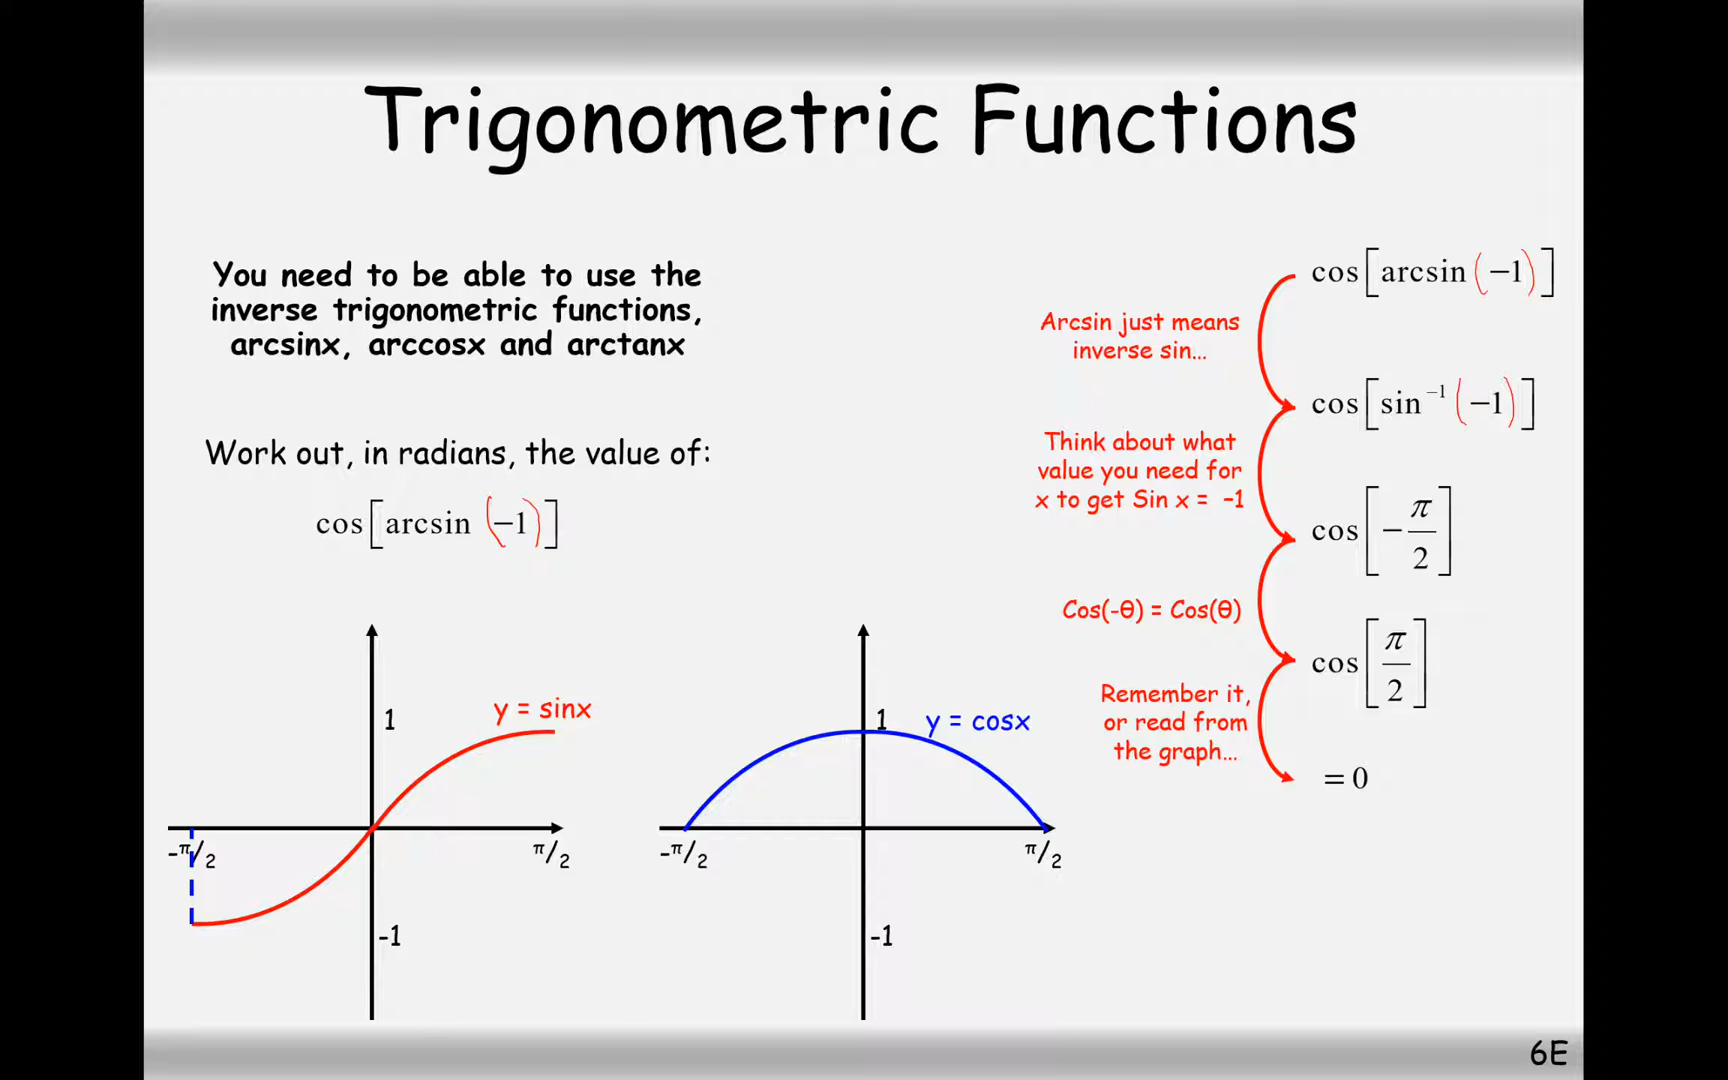 Trigonometric Functions
You need to be able to use the
inverse trigonometric functions,
arcsinx, arccosx and arctanx
Work out, in radians, the value of:
cos[arcsin(−1)]
y = sinx
1
-π/2
π/2
-1
y = cosx
1
-π/2
π/2
-1
cos[arcsin(−1)]
Arcsin just means
inverse sin...
cos[sin⁻¹(−1)]
Think about what
value you need for
x to get Sin x = -1
cos[−π/2]
Cos(-θ) = Cos(θ)
cos[π/2]
Remember it,
or read from
the graph...
= 0
6E